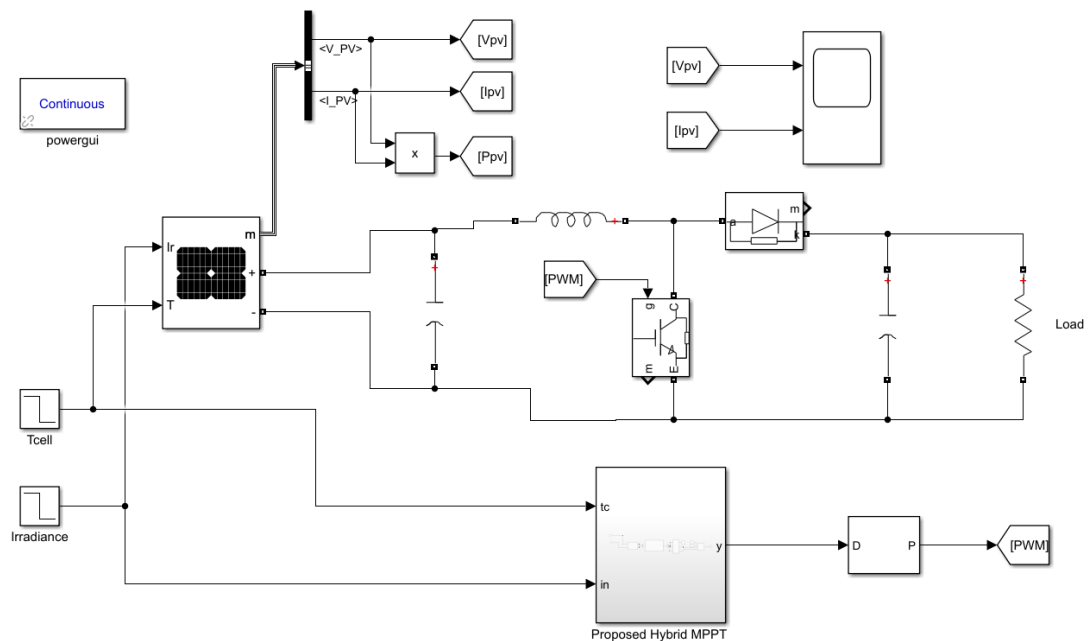 <V_PV>
[Vpv]
[Vpv]
Continuous
powergui
<I_PV>
[Ipv]
[Ipv]
x
[Ppv]
Ir
m
T
+
-
a
m
k
[PWM]
g
C
m
E
Load
Tcell
Irradiance
tc
in
y
D
P
[PWM]
Proposed Hybrid MPPT